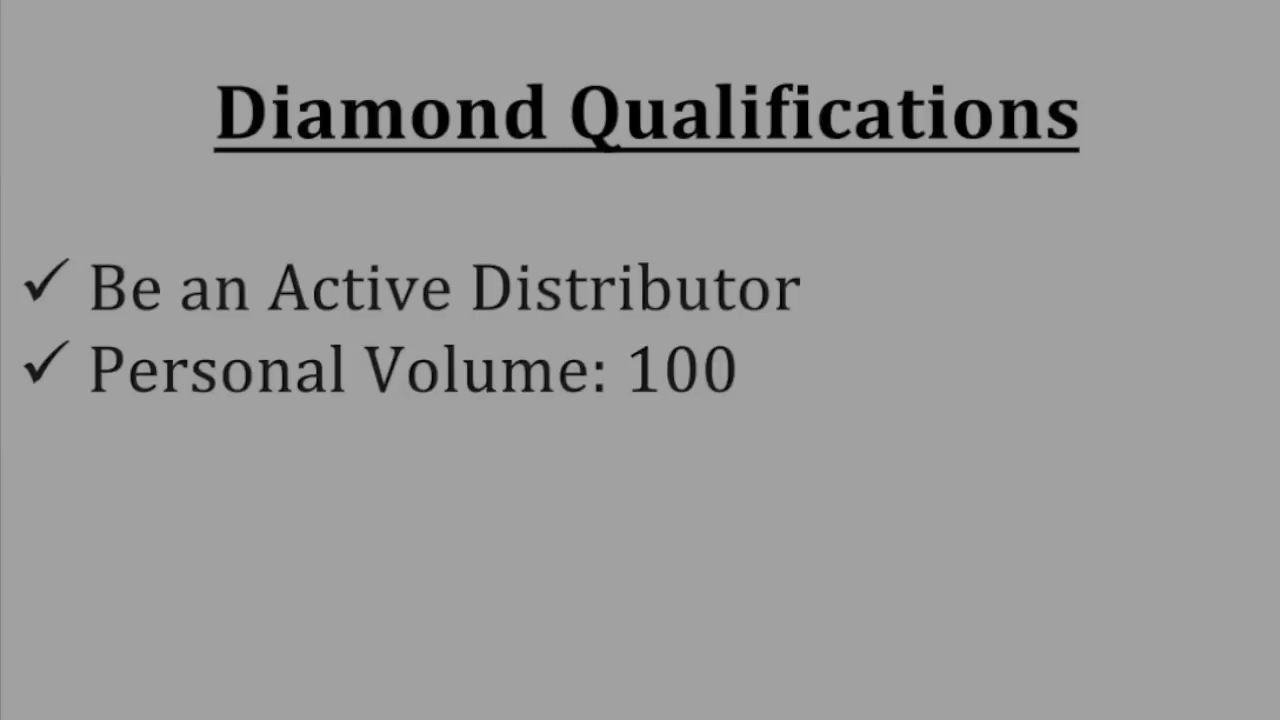 Diamond Qualifications
✓ Be an Active Distributor
✓ Personal Volume: 100